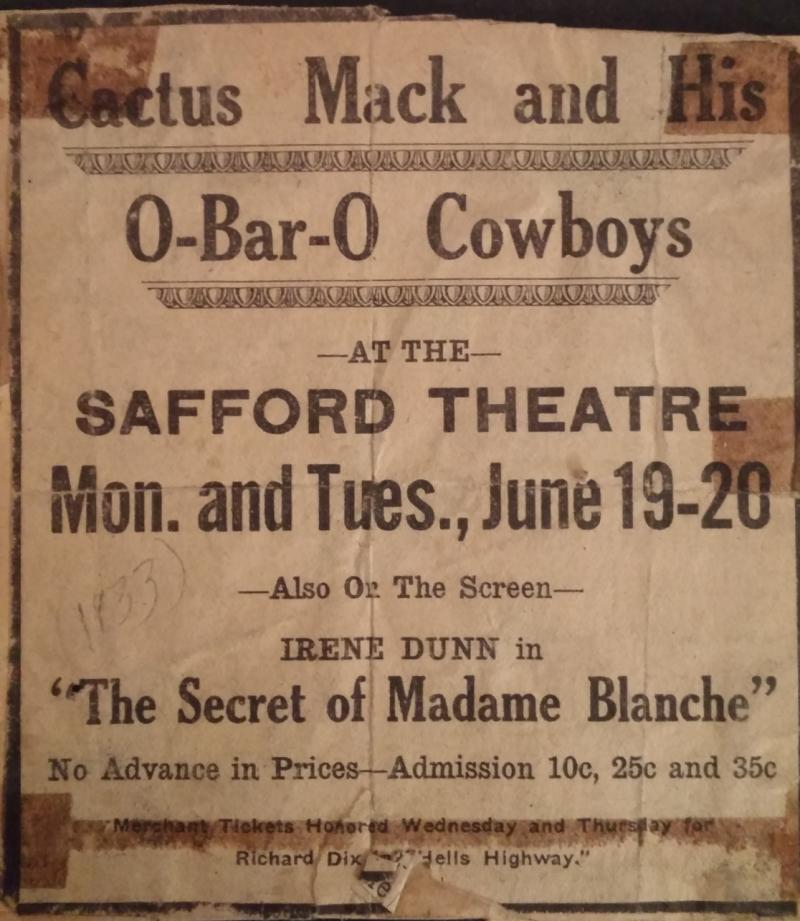 Cactus Mack and His
O-Bar-O Cowboys
—AT THE—
SAFFORD THEATRE
Mon. and Tues., June 19-20
(1933)
—Also On The Screen—
IRENE DUNN in
“The Secret of Madame Blanche”
No Advance in Prices—Admission 10c, 25c and 35c
Merchant Tickets Honored Wednesday and Thursday for
Richard Dix Hells Highway."